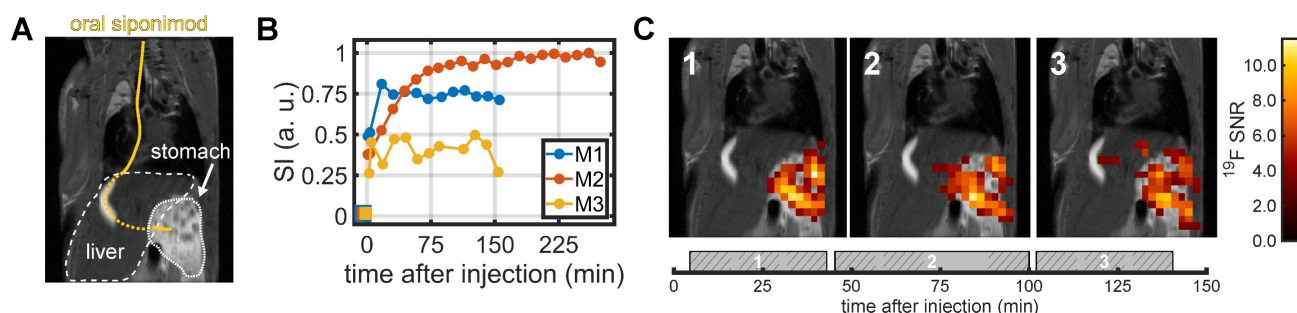 A
oral siponimod
stomach
liver
B
SI (a. u.)
1
0.75
0.5
0.25
0
M1
M2
M3
0 75 150 225
time after injection (min)
C
1 2 3
10.0
8.0
6.0
4.0
2.0
0.0
¹⁹F SNR
1 2 3
0 25 50 75 100 125 150
time after injection (min)